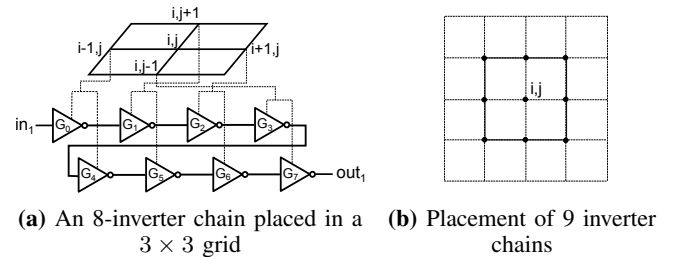 i,j+1
i-1,j
i,j
i+1,j
i,j-1
in1
G0
G1
G2
G3
G4
G5
G6
G7
out1
(a) An 8-inverter chain placed in a
3 × 3 grid
i,j
(b) Placement of 9 inverter
chains